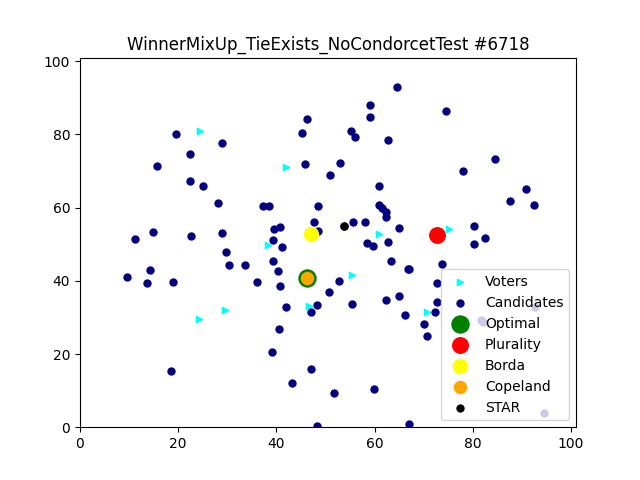 WinnerMixUp_TieExists_NoCondorcetTest #6718
100
80
60
40
20
0
0
20
40
60
80
100
Voters
Candidates
Optimal
Plurality
Borda
Copeland
STAR